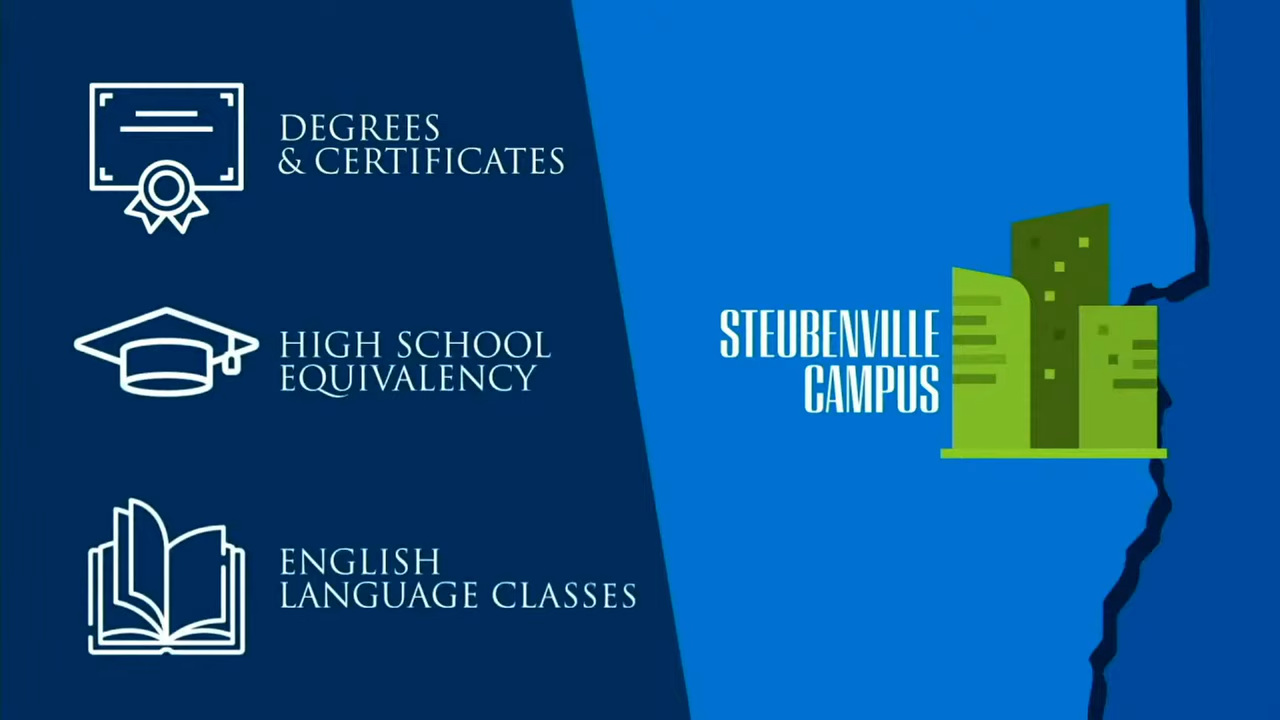 DEGREES
& CERTIFICATES
HIGH SCHOOL
EQUIVALENCY
ENGLISH
LANGUAGE CLASSES
STEUBENVILLE
CAMPUS